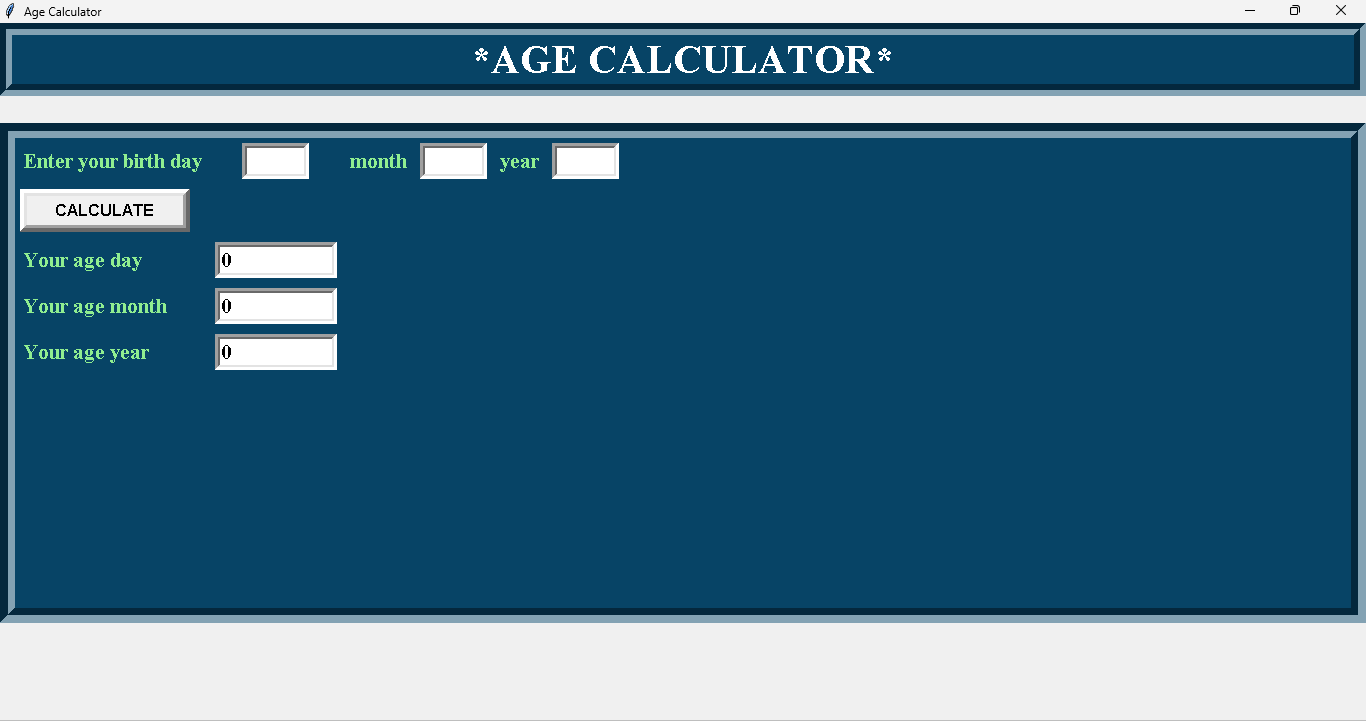 Age Calculator
*AGE CALCULATOR*
Enter your birth day month year
CALCULATE
Your age day 0
Your age month 0
Your age year 0